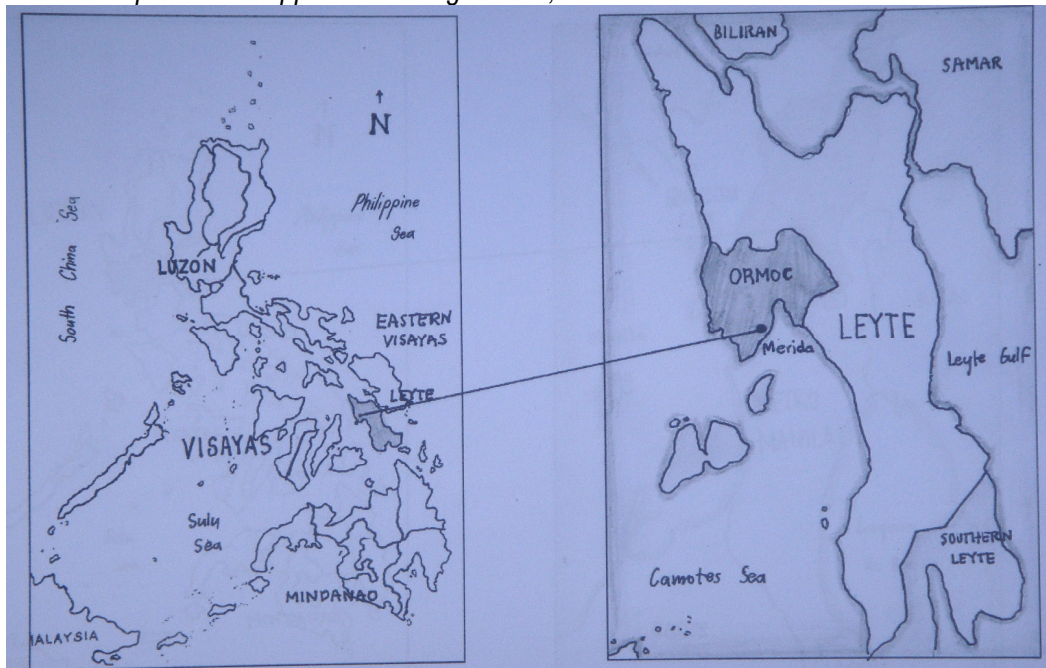 N
South China Sea
Philippine
Sea
LUZON
EASTERN
VISAYAS
LEYTE
VISAYAS
Sulu
Sea
MINDANAO
MALAYSIA
BILIRAN
SAMAR
ORMOC
LEYTE
Merida
Leyte Gulf
SOUTHERN
LEYTE
Camotes Sea